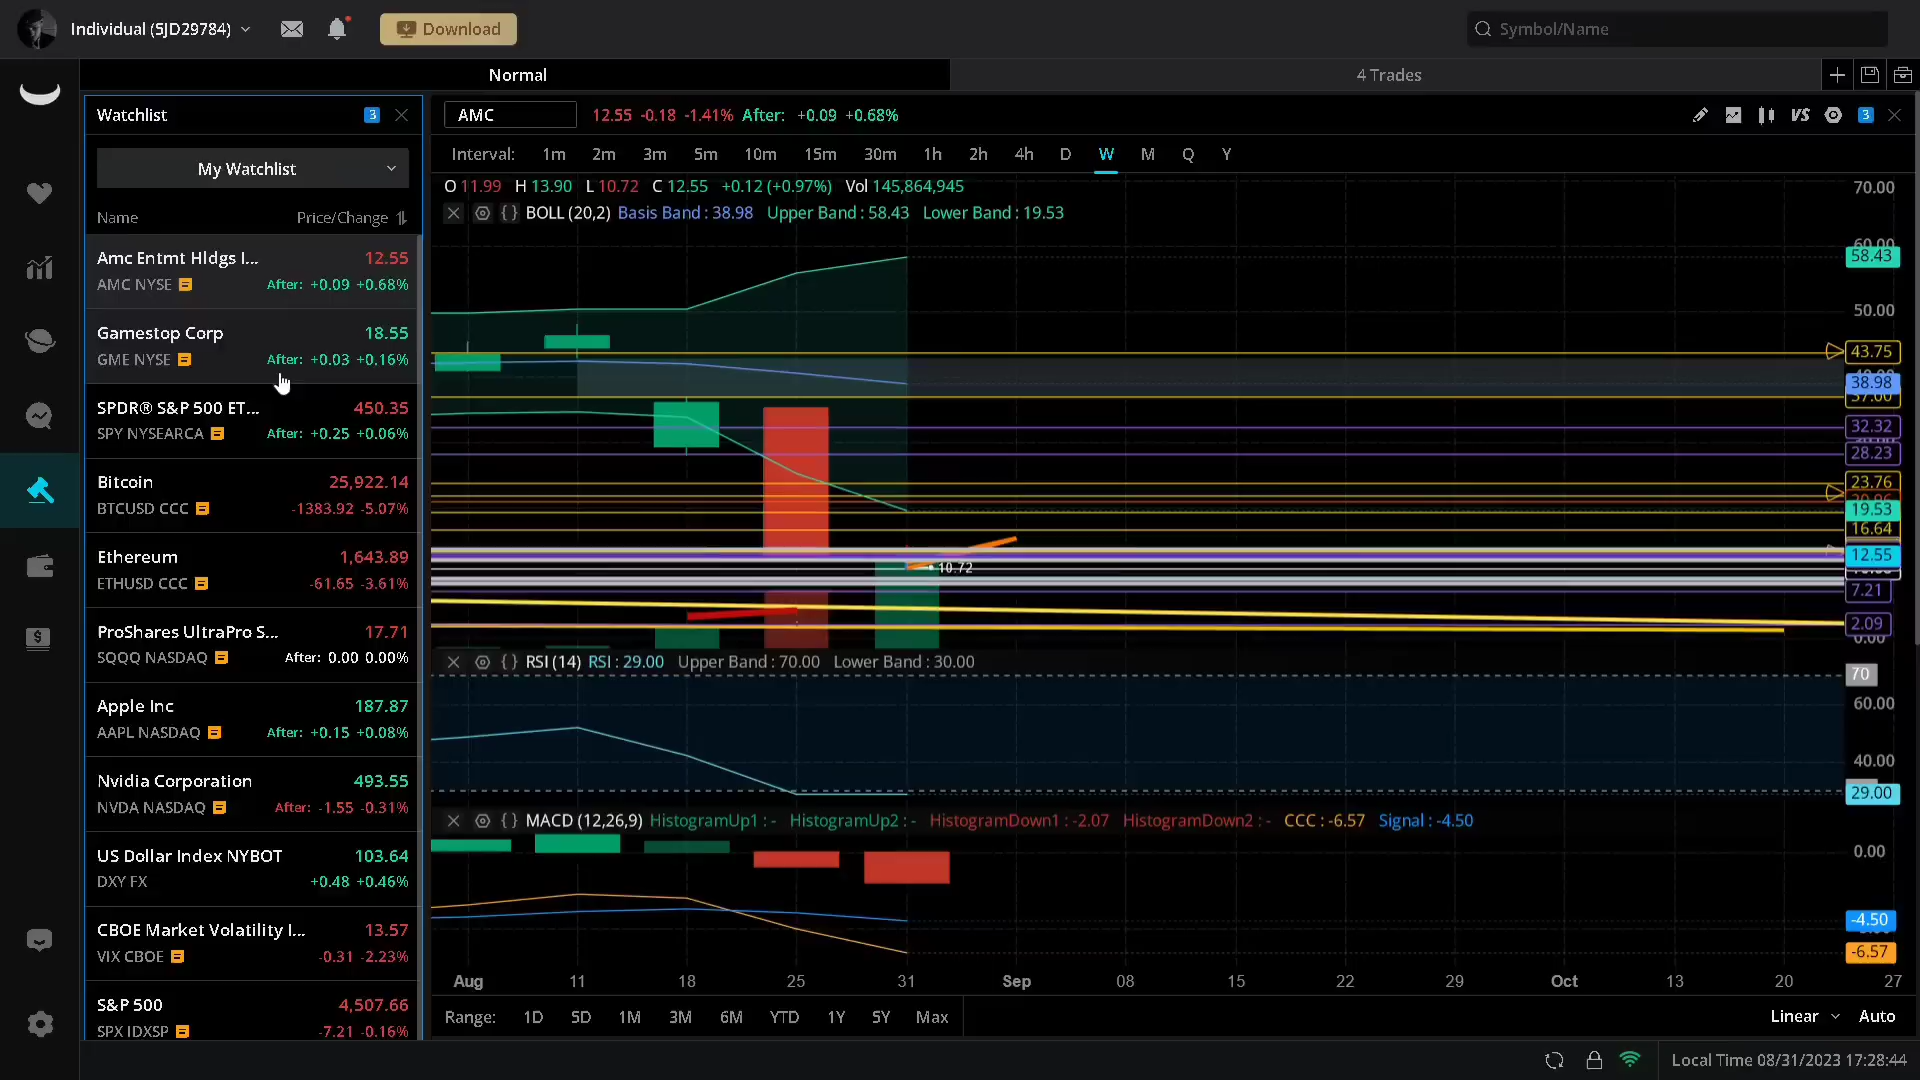 Individual (5JD29784)
Download
Symbol/Name
Normal
4 Trades
Watchlist
3
My Watchlist
Name Price/Change
Amc Entmt Hldgs I... 12.55
AMC NYSE After: +0.09 +0.68%
Gamestop Corp 18.55
GME NYSE After: +0.03 +0.16%
SPDR® S&P 500 ET... 450.35
SPY NYSEARCA After: +0.25 +0.06%
Bitcoin 25,922.14
BTCUSD CCC -1383.92 -5.07%
Ethereum 1,643.89
ETHUSD CCC -61.65 -3.61%
ProShares UltraPro S... 17.71
SQQQ NASDAQ After: 0.00 0.00%
Apple Inc 187.87
AAPL NASDAQ After: +0.15 +0.08%
Nvidia Corporation 493.55
NVDA NASDAQ After: -1.55 -0.31%
US Dollar Index NYBOT 103.64
DXY FX +0.48 +0.46%
CBOE Market Volatility I... 13.57
VIX CBOE -0.31 -2.23%
S&P 500 4,507.66
SPX IDXSP -7.21 -0.16%
AMC 12.55 -0.18 -1.41% After: +0.09 +0.68%
VS
3
Interval: 1m 2m 3m 5m 10m 15m 30m 1h 2h 4h D W M Q Y
O 11.99 H 13.90 L 10.72 C 12.55 +0.12 (+0.97%) Vol 145,864,945
{ } BOLL (20,2) Basis Band : 38.98 Upper Band : 58.43 Lower Band : 19.53
70.00
60.00
58.43
50.00
43.75
38.98
37.00
32.32
28.23
23.76
19.53
16.64
12.55
10.72
7.21
2.09
0.00
{ } RSI (14) RSI : 29.00 Upper Band : 70.00 Lower Band : 30.00
70
60.00
40.00
29.00
{ } MACD (12,26,9) HistogramUp1 : - HistogramUp2 : - HistogramDown1 : -2.07 HistogramDown2 : - CCC : -6.57 Signal : -4.50
0.00
-4.50
-6.57
Aug 11 18 25 31 Sep 08 15 22 29 Oct 13 20 27
Range: 1D 5D 1M 3M 6M YTD 1Y 5Y Max
Linear Auto
Local Time 08/31/2023 17:28:44